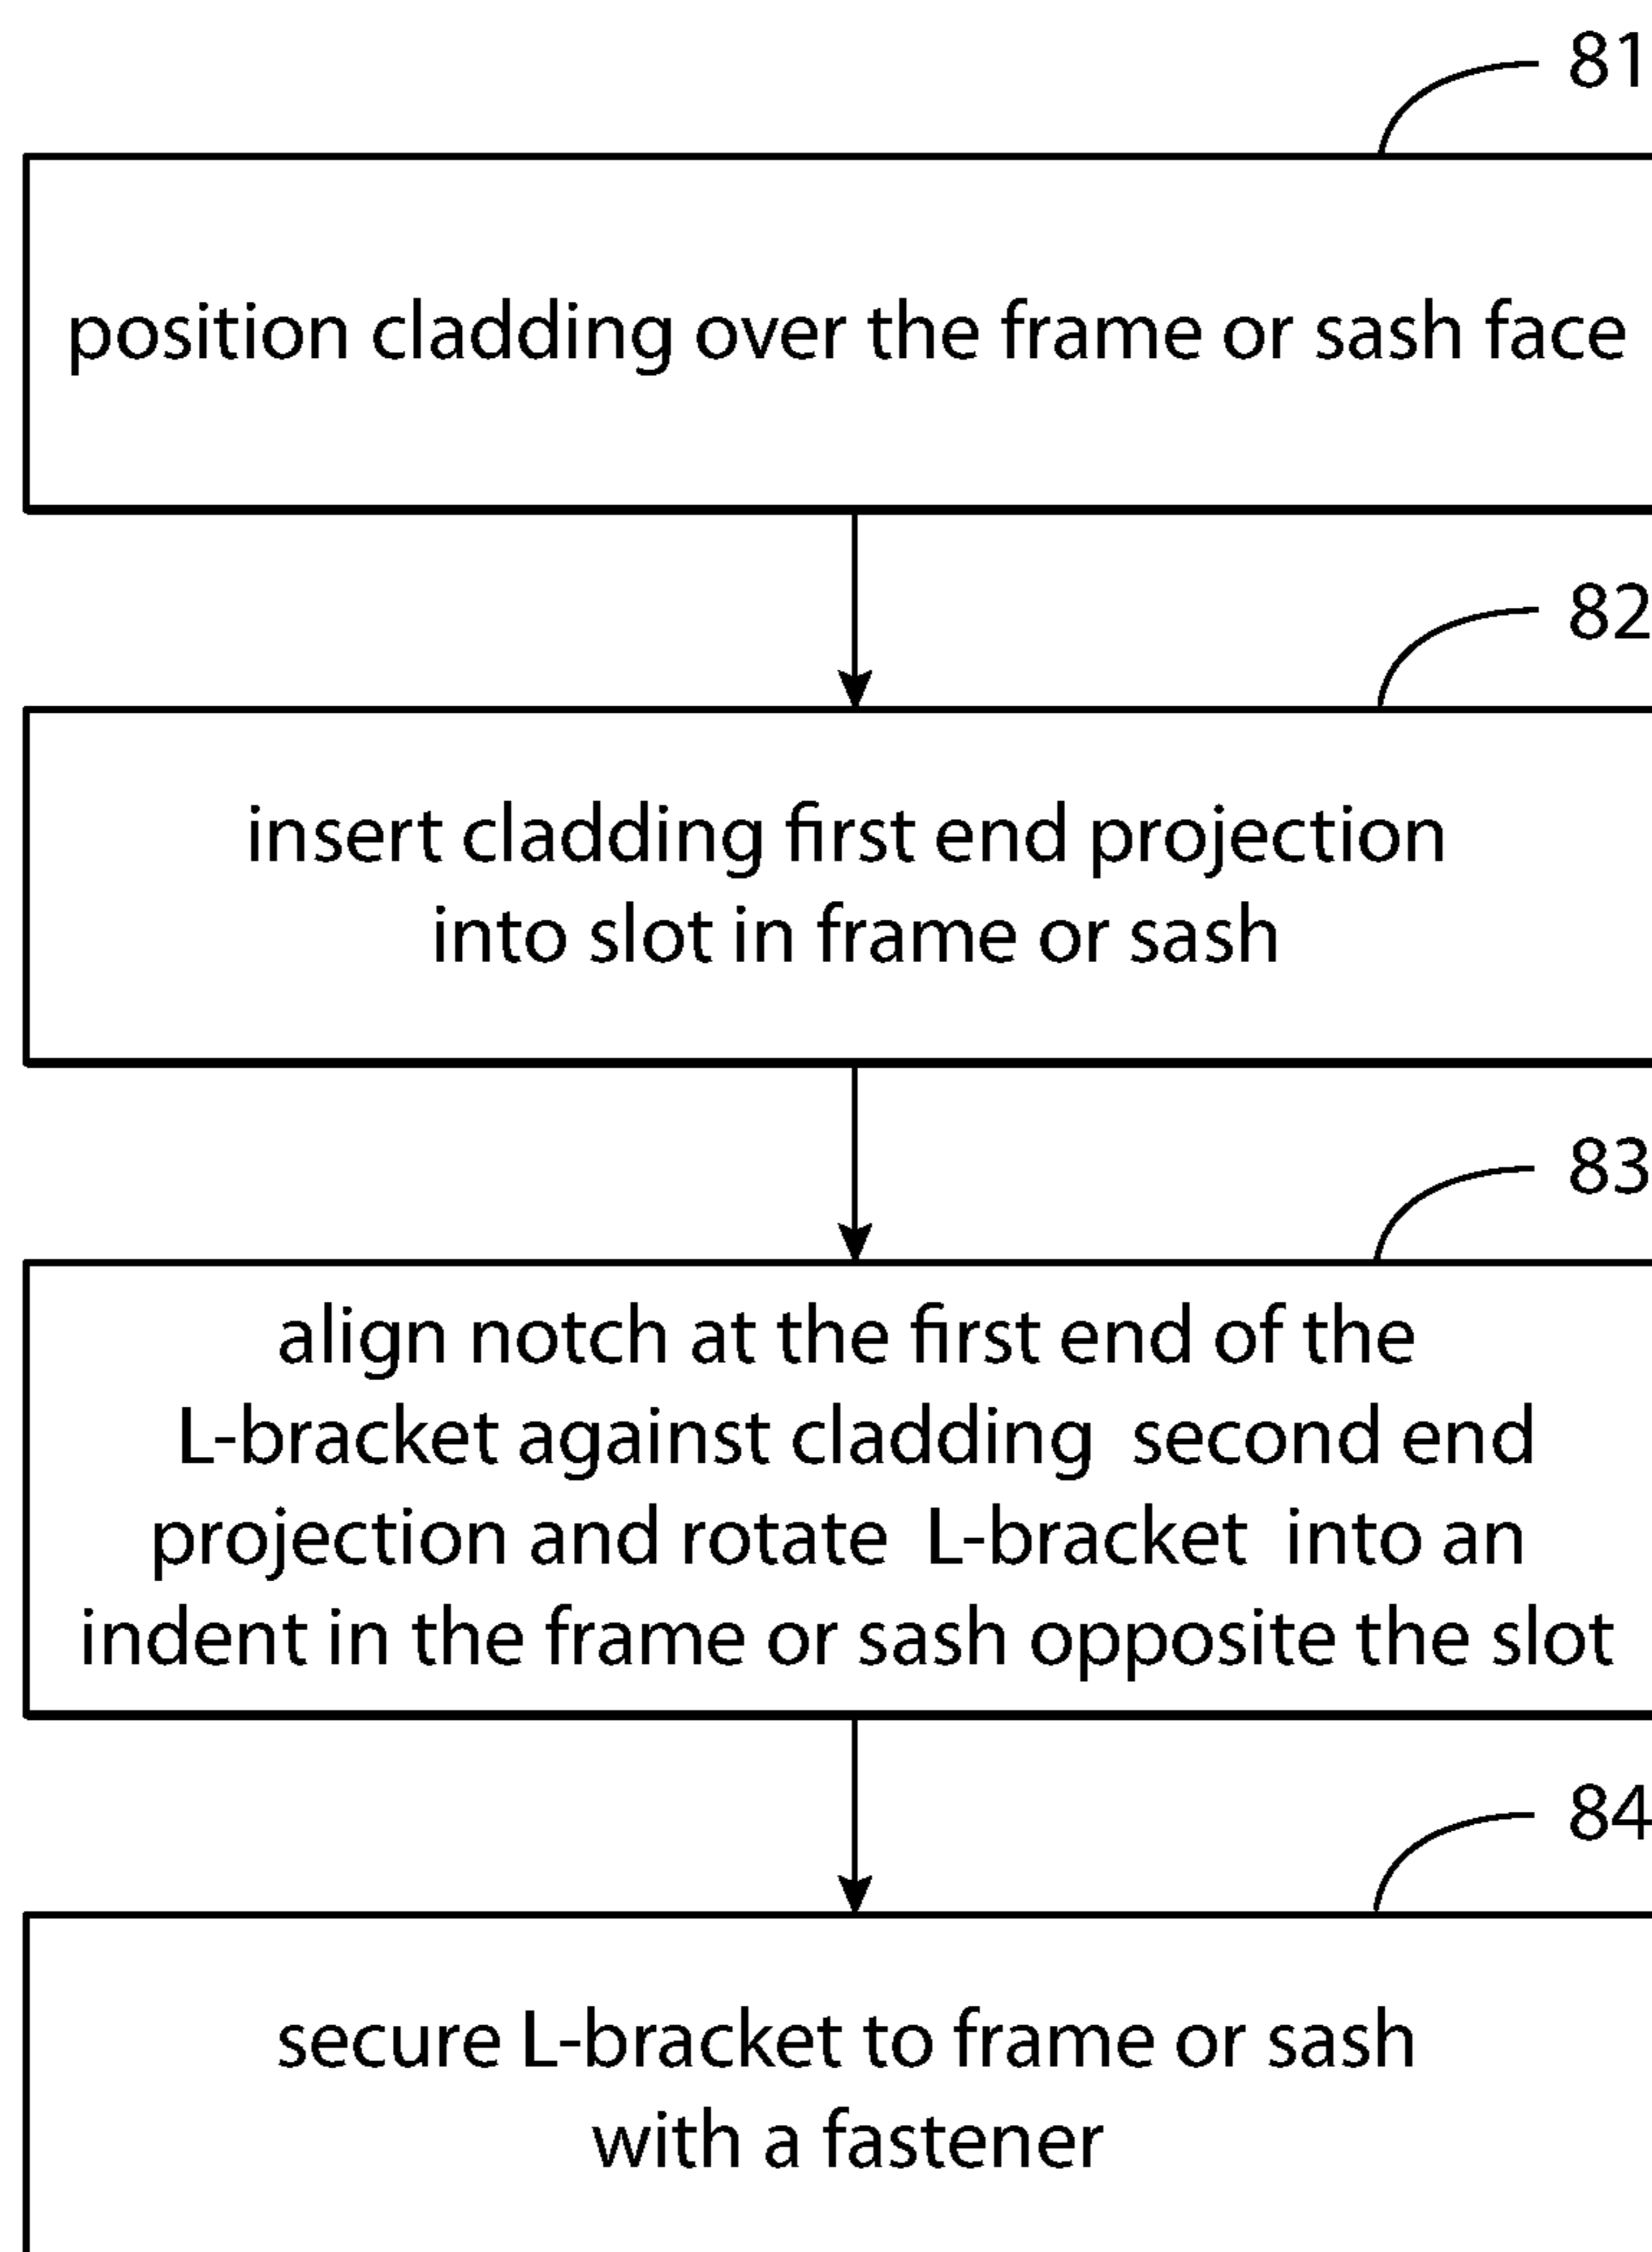 81
position cladding over the frame or sash face
82
insert cladding first end projection
into slot in frame or sash
83
align notch at the first end of the
L-bracket against cladding second end
projection and rotate L-bracket into an
indent in the frame or sash opposite the slot
84
secure L-bracket to frame or sash
with a fastener